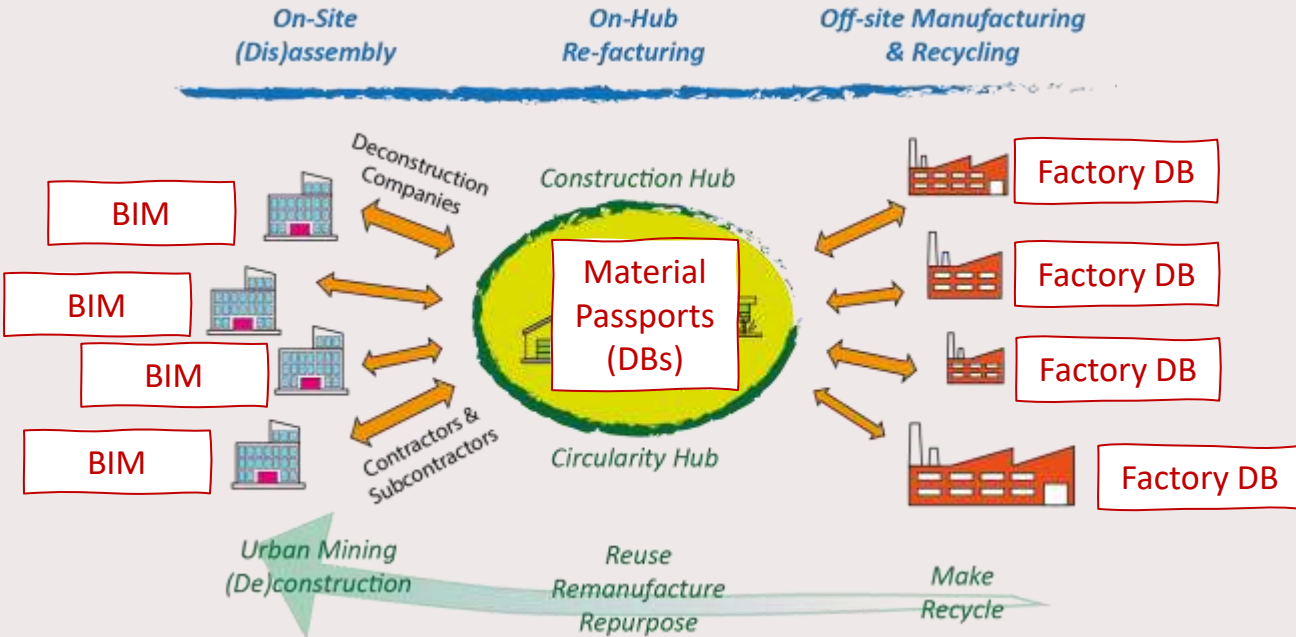 On-Site
(Dis)assembly
On-Hub
Re-facturing
Off-site Manufacturing
& Recycling
Deconstruction
Companies
Construction Hub
Factory DB
BIM
Material
Passports
(DBs)
Factory DB
BIM
BIM
Factory DB
BIM
Contractors &
Subcontractors
Circularity Hub
Factory DB
Urban Mining
(De)construction
Reuse
Remanufacture
Repurpose
Make
Recycle